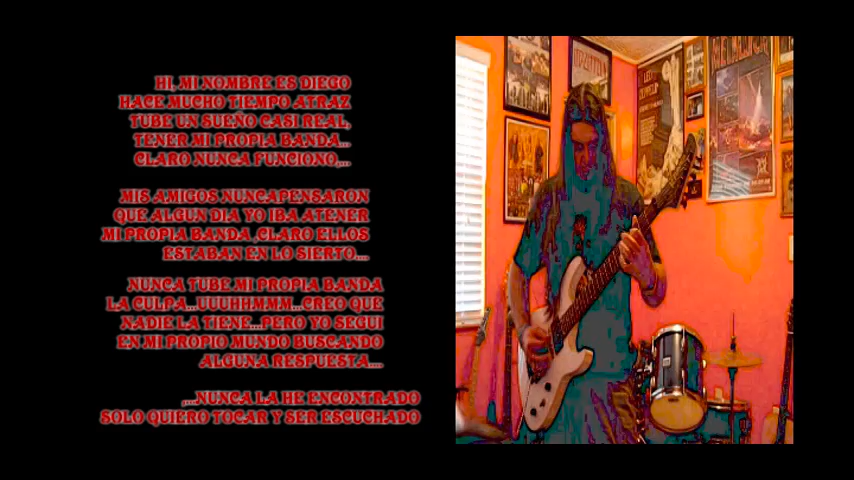 HI, MI NOMBRE ES DIEGO
HACE MUCHO TIEMPO ATRAZ
TUBE UN SUEÑO CASI REAL,
TENER MI PROPIA BANDA...
CLARO NUNCA FUNCIONO,...
MIS AMIGOS NUNCAPENSARON
QUE ALGUN DIA YO IBA ATENER
MI PROPIA BANDA ,CLARO ELLOS
ESTABAN EN LO SIERTO...
NUNCA TUBE MI PROPIA BANDA
LA CULPA...UUUHHMMM...CREO QUE
NADIE LA TIENE...PERO YO SEGUI
EN MI PROPIO MUNDO BUSCANDO
ALGUNA RESPUESTA....
,...NUNCA LA HE ENCONTRADO
SOLO QUIERO TOCAR Y SER ESCUCHADO
LED
ZEPPELIN